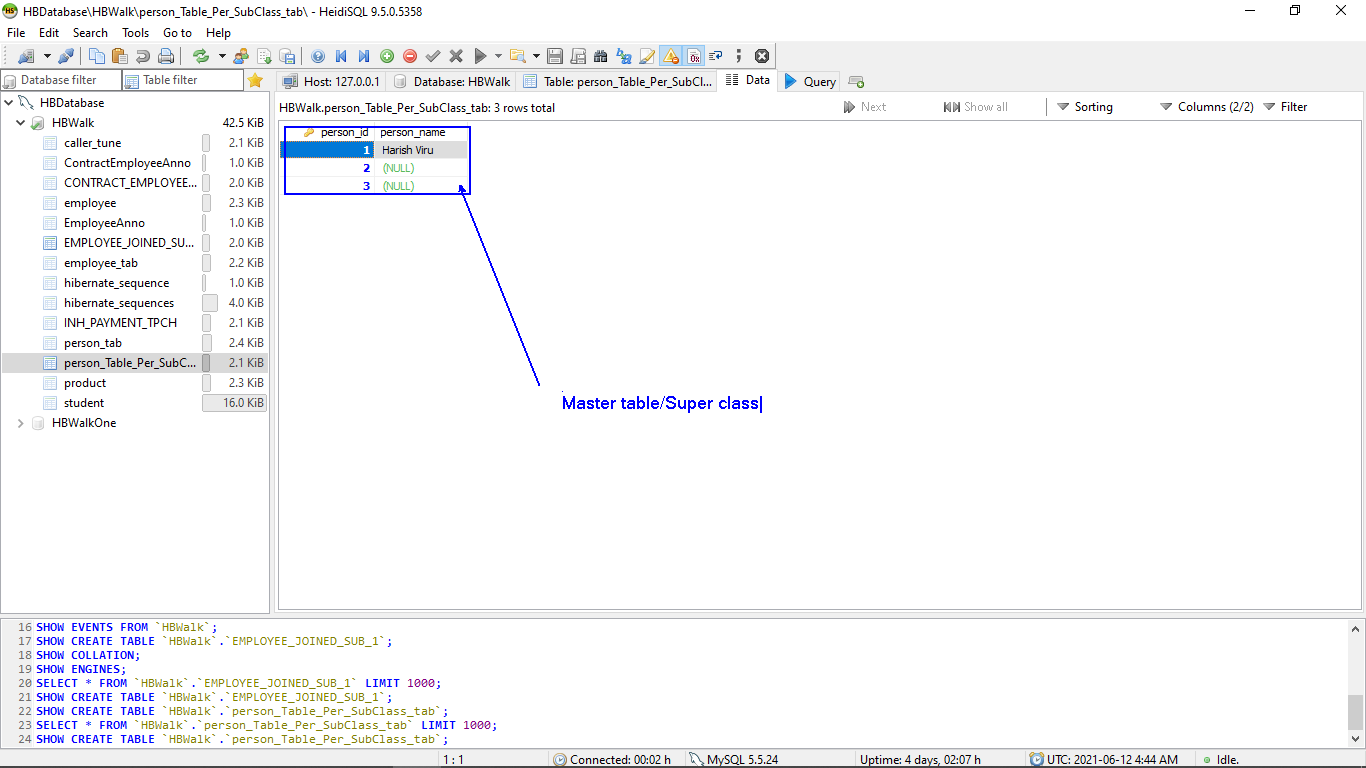 HBDatabase\HBWalk\person_Table_Per_SubClass_tab\ - HeidiSQL 9.5.0.5358
File Edit Search Tools Go to Help
Database filter Table filter
Host: 127.0.0.1 Database: HBWalk Table: person_Table_Per_SubCl... Data Query
HBWalk.person_Table_Per_SubClass_tab: 3 rows total Next Show all Sorting Columns (2/2) Filter
HBDatabase
HBWalk 42.5 KiB
caller_tune 2.1 KiB
ContractEmployeeAnno 1.0 KiB
CONTRACT_EMPLOYEE... 2.0 KiB
employee 2.3 KiB
EmployeeAnno 1.0 KiB
EMPLOYEE_JOINED_SU... 2.0 KiB
employee_tab 2.2 KiB
hibernate_sequence 1.0 KiB
hibernate_sequences 4.0 KiB
INH_PAYMENT_TPCH 2.1 KiB
person_tab 2.4 KiB
person_Table_Per_SubC... 2.1 KiB
product 2.3 KiB
student 16.0 KiB
HBWalkOne
person_id person_name
1 Harish Viru
2 (NULL)
3 (NULL)
Master table/Super class
16 SHOW EVENTS FROM `HBWalk`;
17 SHOW CREATE TABLE `HBWalk`.`EMPLOYEE_JOINED_SUB_1`;
18 SHOW COLLATION;
19 SHOW ENGINES;
20 SELECT * FROM `HBWalk`.`EMPLOYEE_JOINED_SUB_1` LIMIT 1000;
21 SHOW CREATE TABLE `HBWalk`.`EMPLOYEE_JOINED_SUB_1`;
22 SHOW CREATE TABLE `HBWalk`.`person_Table_Per_SubClass_tab`;
23 SELECT * FROM `HBWalk`.`person_Table_Per_SubClass_tab` LIMIT 1000;
24 SHOW CREATE TABLE `HBWalk`.`person_Table_Per_SubClass_tab`;
1 : 1 Connected: 00:02 h MySQL 5.5.24 Uptime: 4 days, 02:07 h UTC: 2021-06-12 4:44 AM Idle.